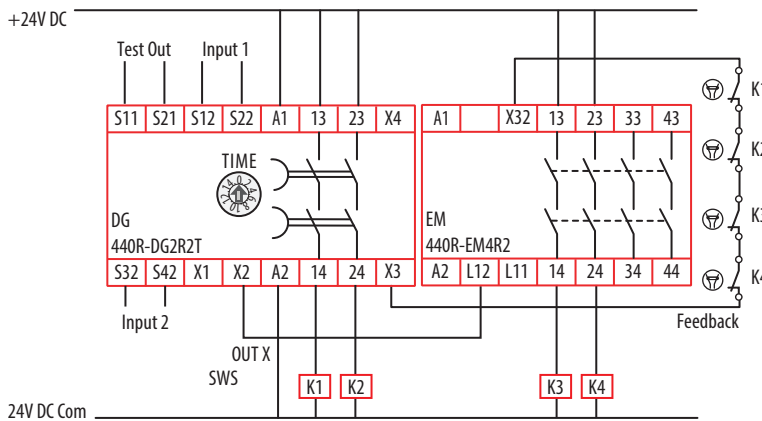 +24V DC
Test Out Input 1
S11 S21 S12 S22 A1 13 23 X4
TIME
DG
440R-DG2R2T
S32 S42 X1 X2 A2 14 24 X3
Input 2
OUT X
SWS
K1 K2
A1 X32 13 23 33 43
EM
440R-EM4R2
A2 L12 L11 14 24 34 44
K3 K4
K1
K2
K3
K4
Feedback
24V DC Com